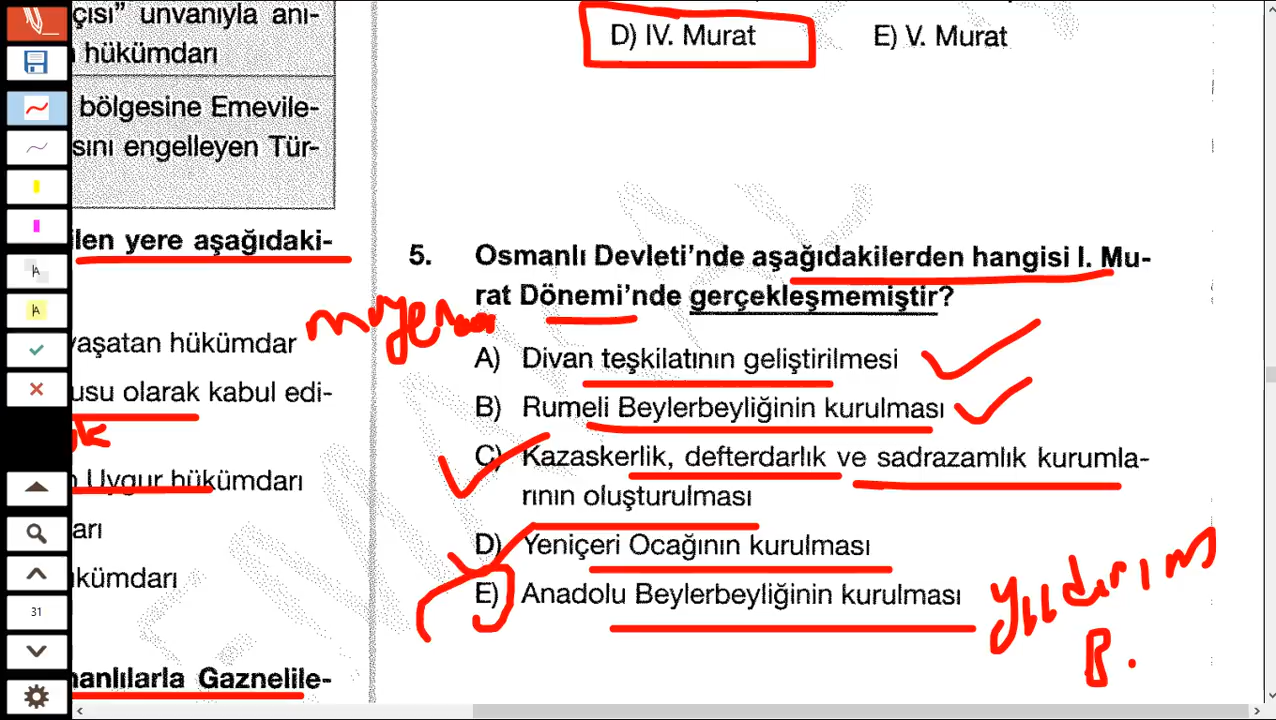 çısı" unvanıyla anı-
hükümdarı
bölgesine Emevile-
sını engelleyen Tür-
len yere aşağıdaki-
yaşatan hükümdar
usu olarak kabul edi-
k
Uygur hükümdarı
arı
ükümdarı
anlılarla Gaznelile-
D) IV. Murat
E) V. Murat
5. Osmanlı Devleti'nde aşağıdakilerden hangisi I. Mu-
rat Dönemi'nde gerçekleşmemiştir?
A) Divan teşkilatının geliştirilmesi
B) Rumeli Beylerbeyliğinin kurulması
C) Kazaskerlik, defterdarlık ve sadrazamlık kurumla-
rının oluşturulması
D) Yeniçeri Ocağının kurulması
E) Anadolu Beylerbeyliğinin kurulması
Yıldırım
B.
A
A
31